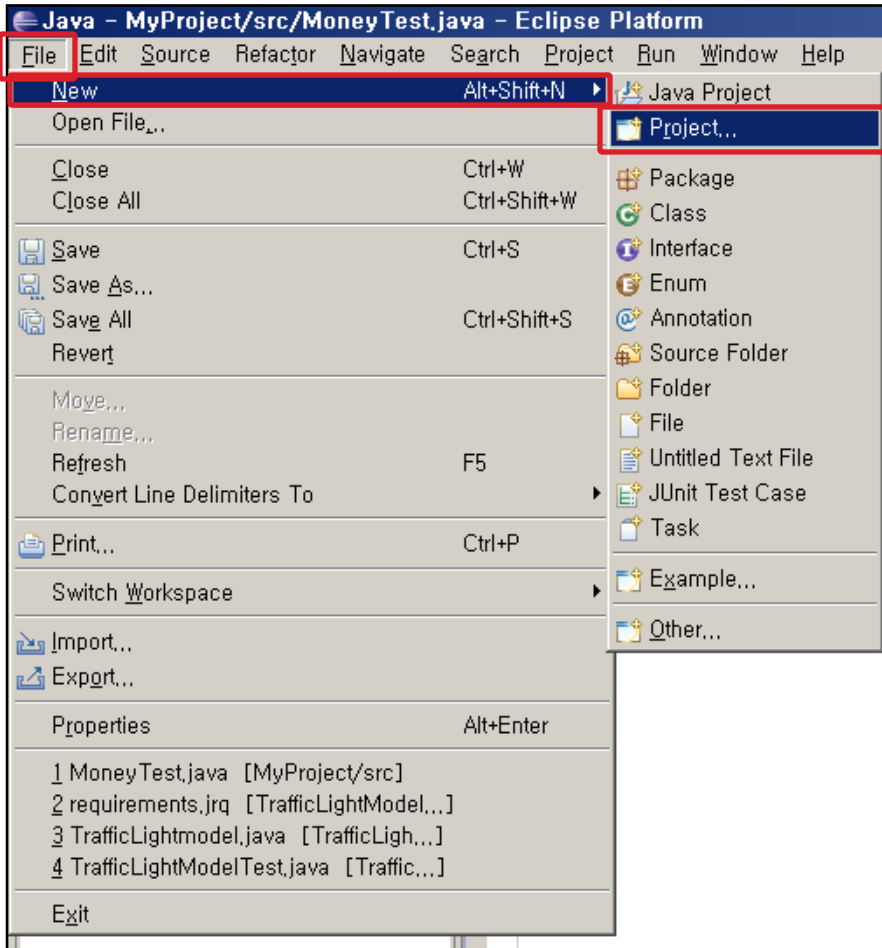 Java - MyProject/src/MoneyTest.java - Eclipse Platform
File Edit Source Refactor Navigate Search Project Run Window Help
New Alt+Shift+N
Open File...
Close Ctrl+W
Close All Ctrl+Shift+W
Save Ctrl+S
Save As...
Save All Ctrl+Shift+S
Revert
Move...
Rename...
Refresh F5
Convert Line Delimiters To
Print... Ctrl+P
Switch Workspace
Import...
Export...
Properties Alt+Enter
1 MoneyTest.java [MyProject/src]
2 requirements.jrq [TrafficLightModel...]
3 TrafficLightmodel.java [TrafficLigh...]
4 TrafficLightModelTest.java [Traffic...]
Exit
Java Project
Project...
Package
Class
Interface
Enum
Annotation
Source Folder
Folder
File
Untitled Text File
JUnit Test Case
Task
Example...
Other...